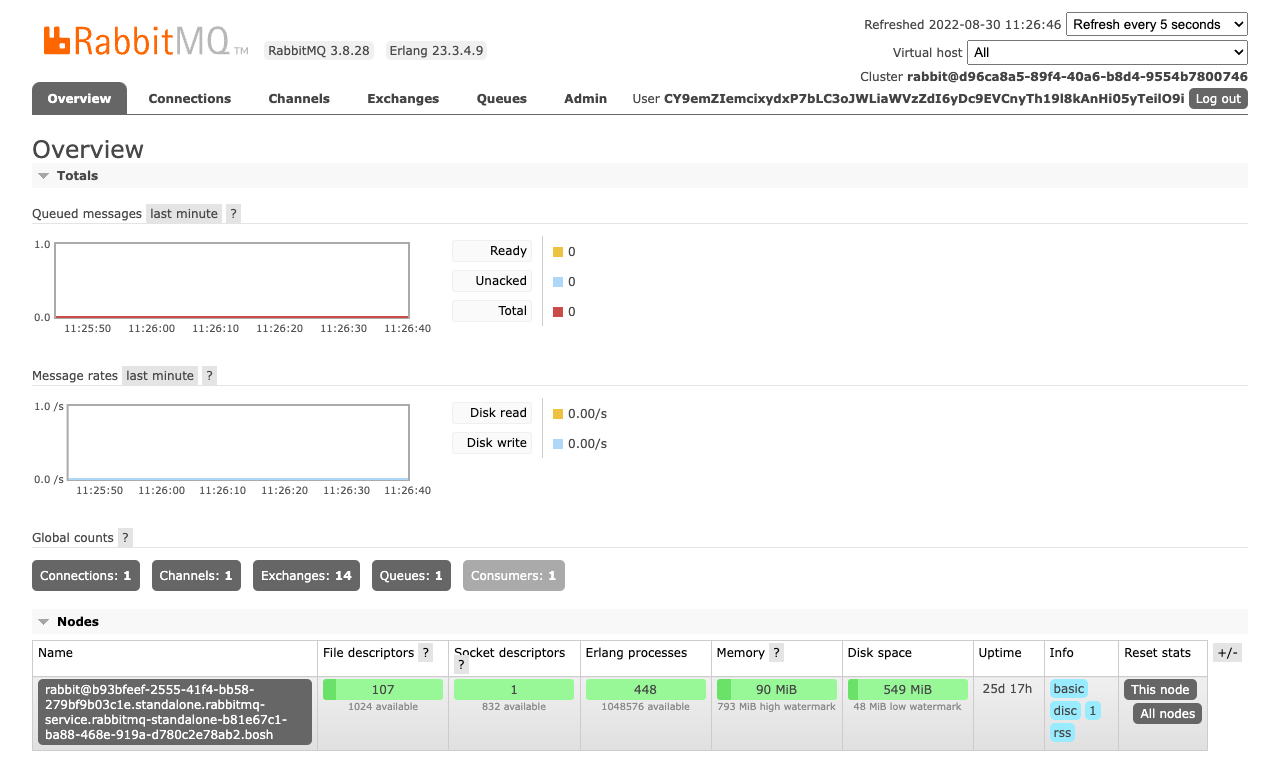 RabbitMQ TM
RabbitMQ 3.8.28 Erlang 23.3.4.9
Refreshed 2022-08-30 11:26:46 Refresh every 5 seconds
Virtual host All
Cluster rabbit@d96ca8a5-89f4-40a6-b8d4-9554b7800746
Overview Connections Channels Exchanges Queues Admin User CY9emZIemcixydxP7bLC3oJWLiaWVzZdI6yDc9EVCnyTh19l8kAnHi05yTeilO9i Log out
Overview
Totals
Queued messages last minute ?
1.0
0.0
11:25:50 11:26:00 11:26:10 11:26:20 11:26:30 11:26:40
Ready 0
Unacked 0
Total 0
Message rates last minute ?
1.0 /s
0.0 /s
11:25:50 11:26:00 11:26:10 11:26:20 11:26:30 11:26:40
Disk read 0.00/s
Disk write 0.00/s
Global counts ?
Connections: 1 Channels: 1 Exchanges: 14 Queues: 1 Consumers: 1
Nodes
Name File descriptors ? Socket descriptors ? Erlang processes Memory ? Disk space Uptime Info Reset stats +/-
rabbit@b93bfeef-2555-41f4-bb58-
279bf9b03c1e.standalone.rabbitmq-
service.rabbitmq-standalone-b81e67c1-
ba88-468e-919a-d780c2e78ab2.bosh
107
1024 available
1
832 available
448
1048576 available
90 MiB
793 MiB high watermark
549 MiB
48 MiB low watermark
25d 17h
basic
disc 1
rss
This node
All nodes